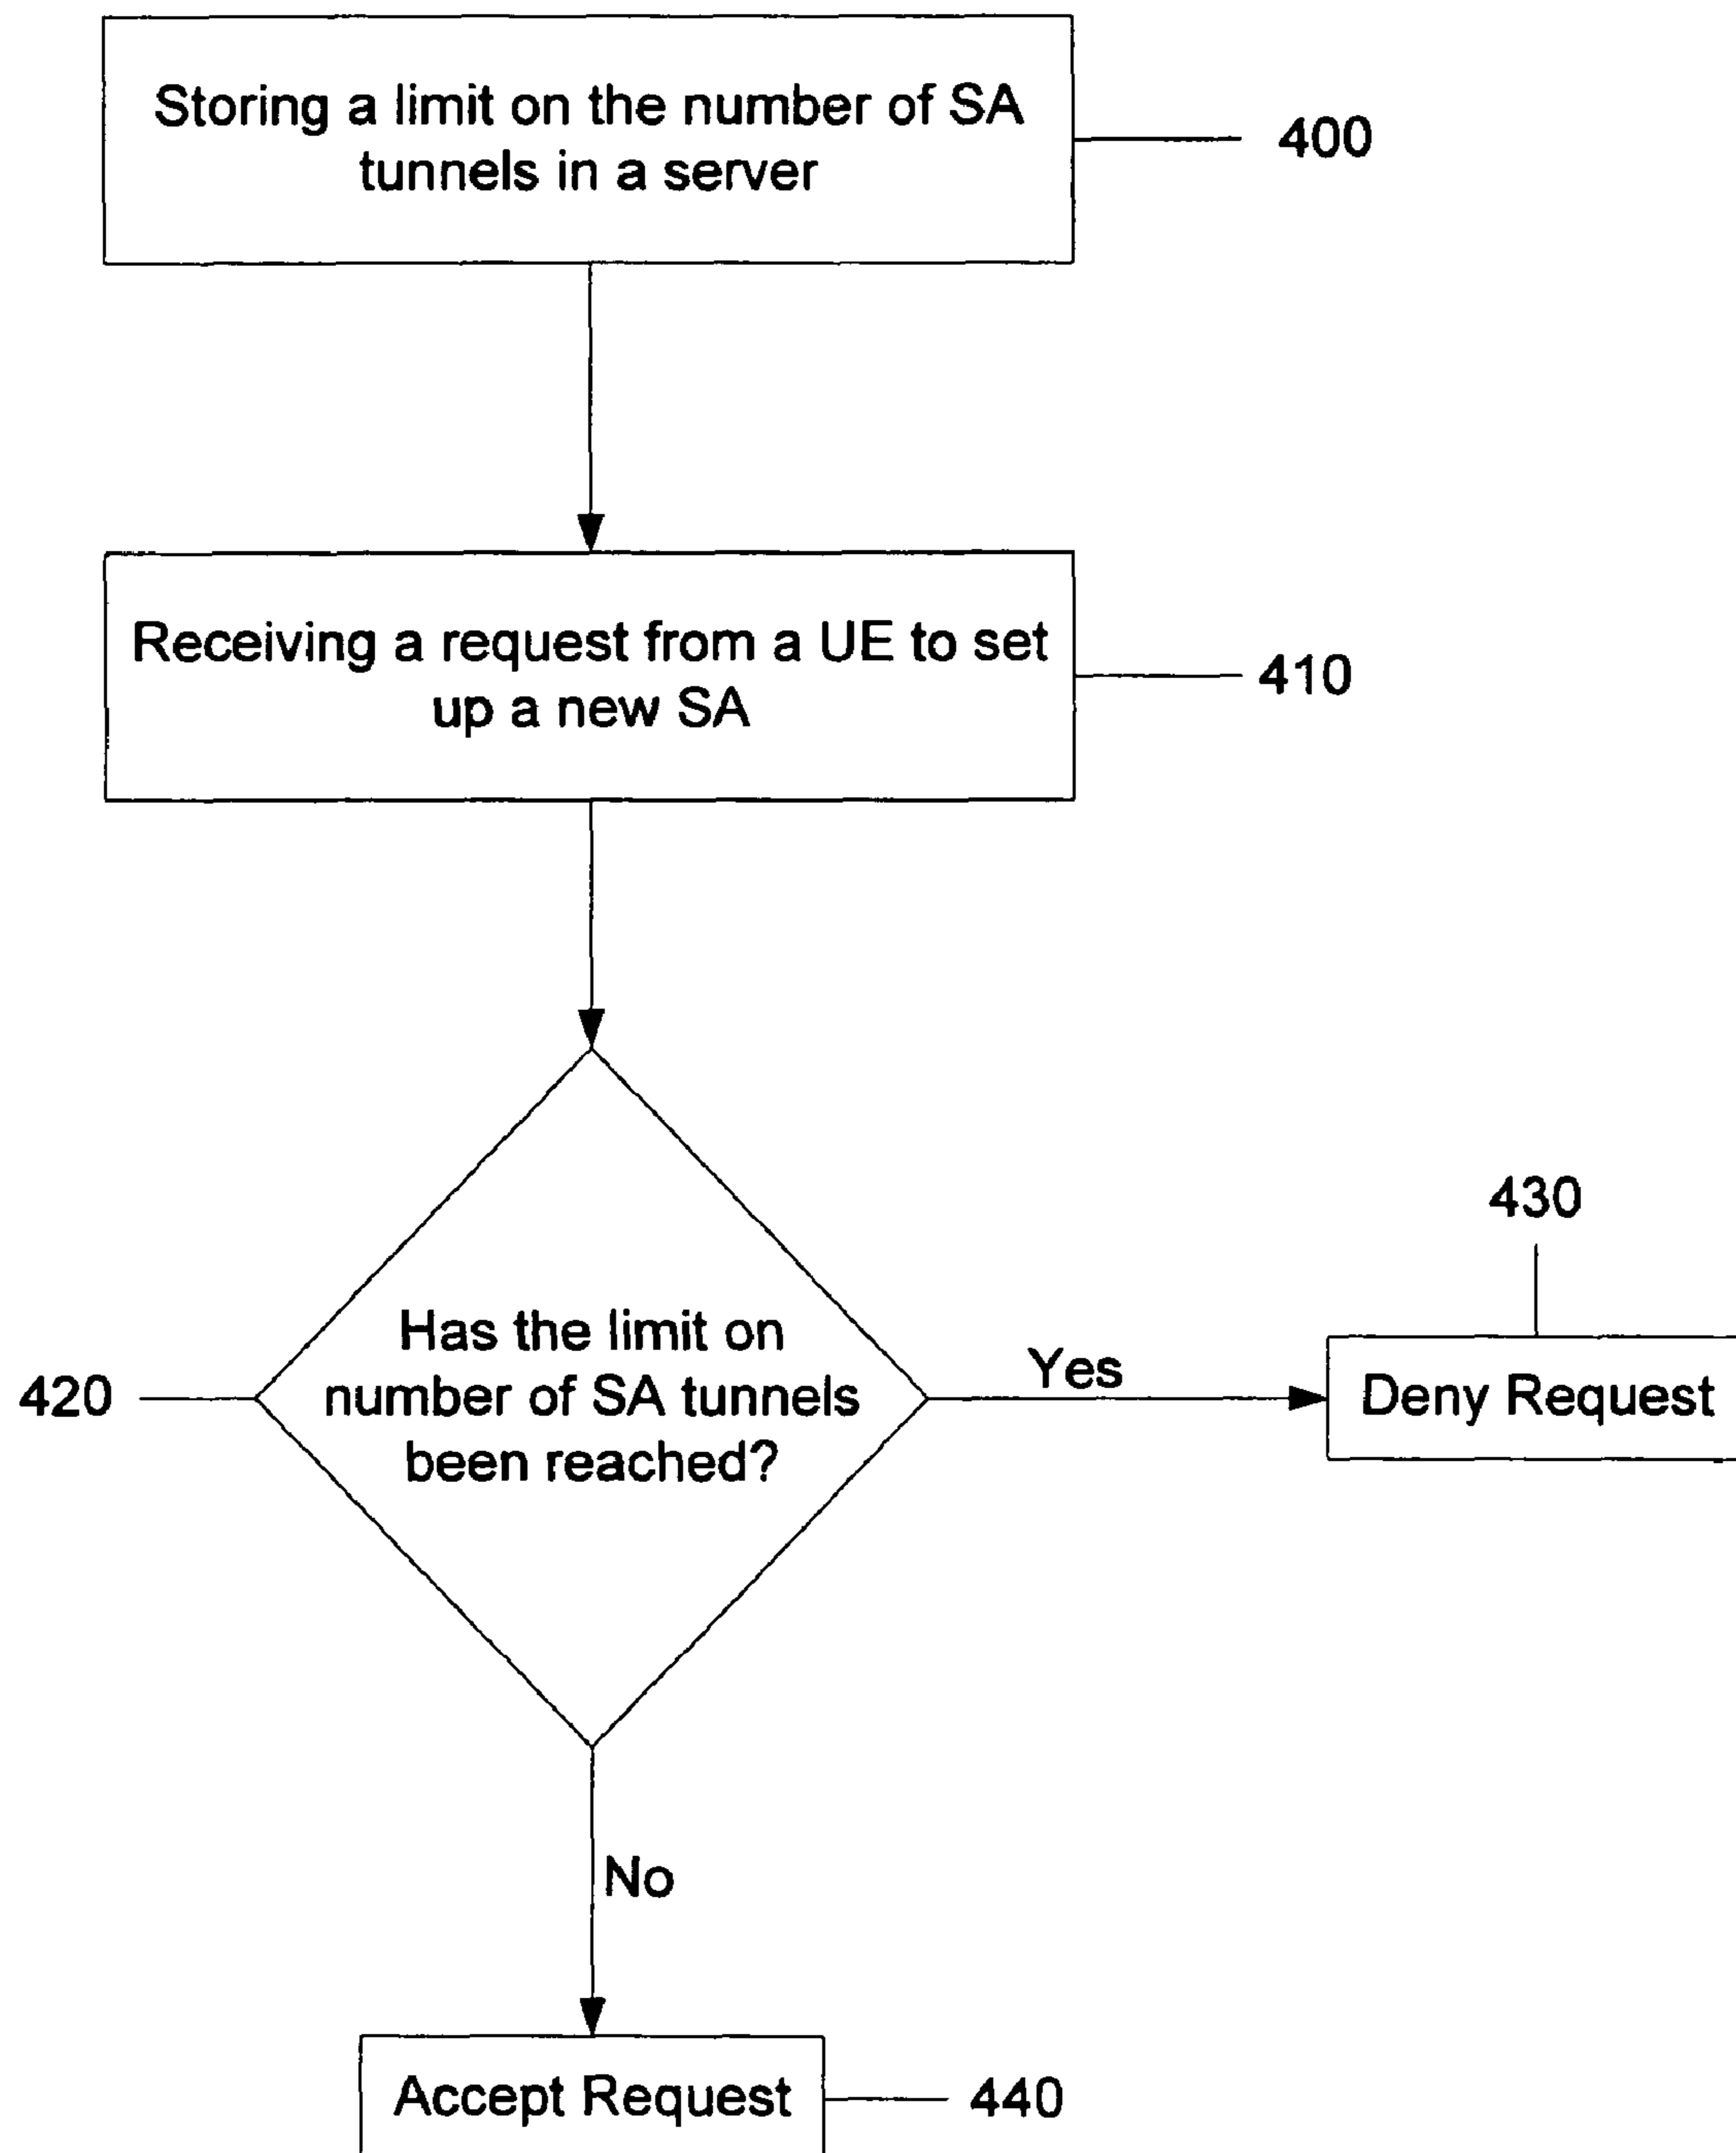 Storing a limit on the number of SA
tunnels in a server
400
Receiving a request from a UE to set
up a new SA
410
430
Has the limit on
number of SA tunnels
been reached?
420
Yes
Deny Request
No
Accept Request
440